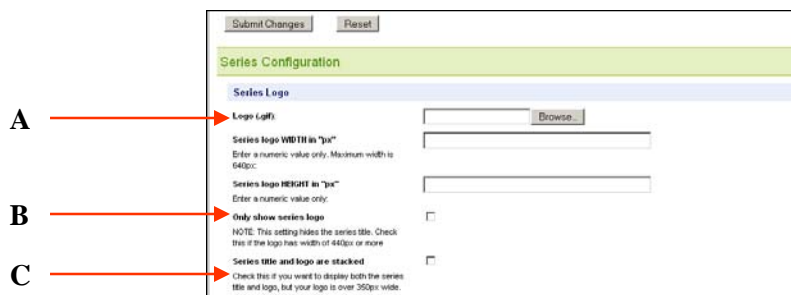 Submit Changes Reset
Series Configuration
Series Logo
A
Logo (.gif)
Browse...
Series logo WIDTH in "px"
Enter a numeric value only. Maximum width is
640px:
Series logo HEIGHT in "px"
Enter a numeric value only:
B
Only show series logo
NOTE: This setting hides the series title. Check
this if the logo has width of 440px or more
Series title and logo are stacked
C
Check this if you want to display both the series
title and logo, but your logo is over 350px wide.